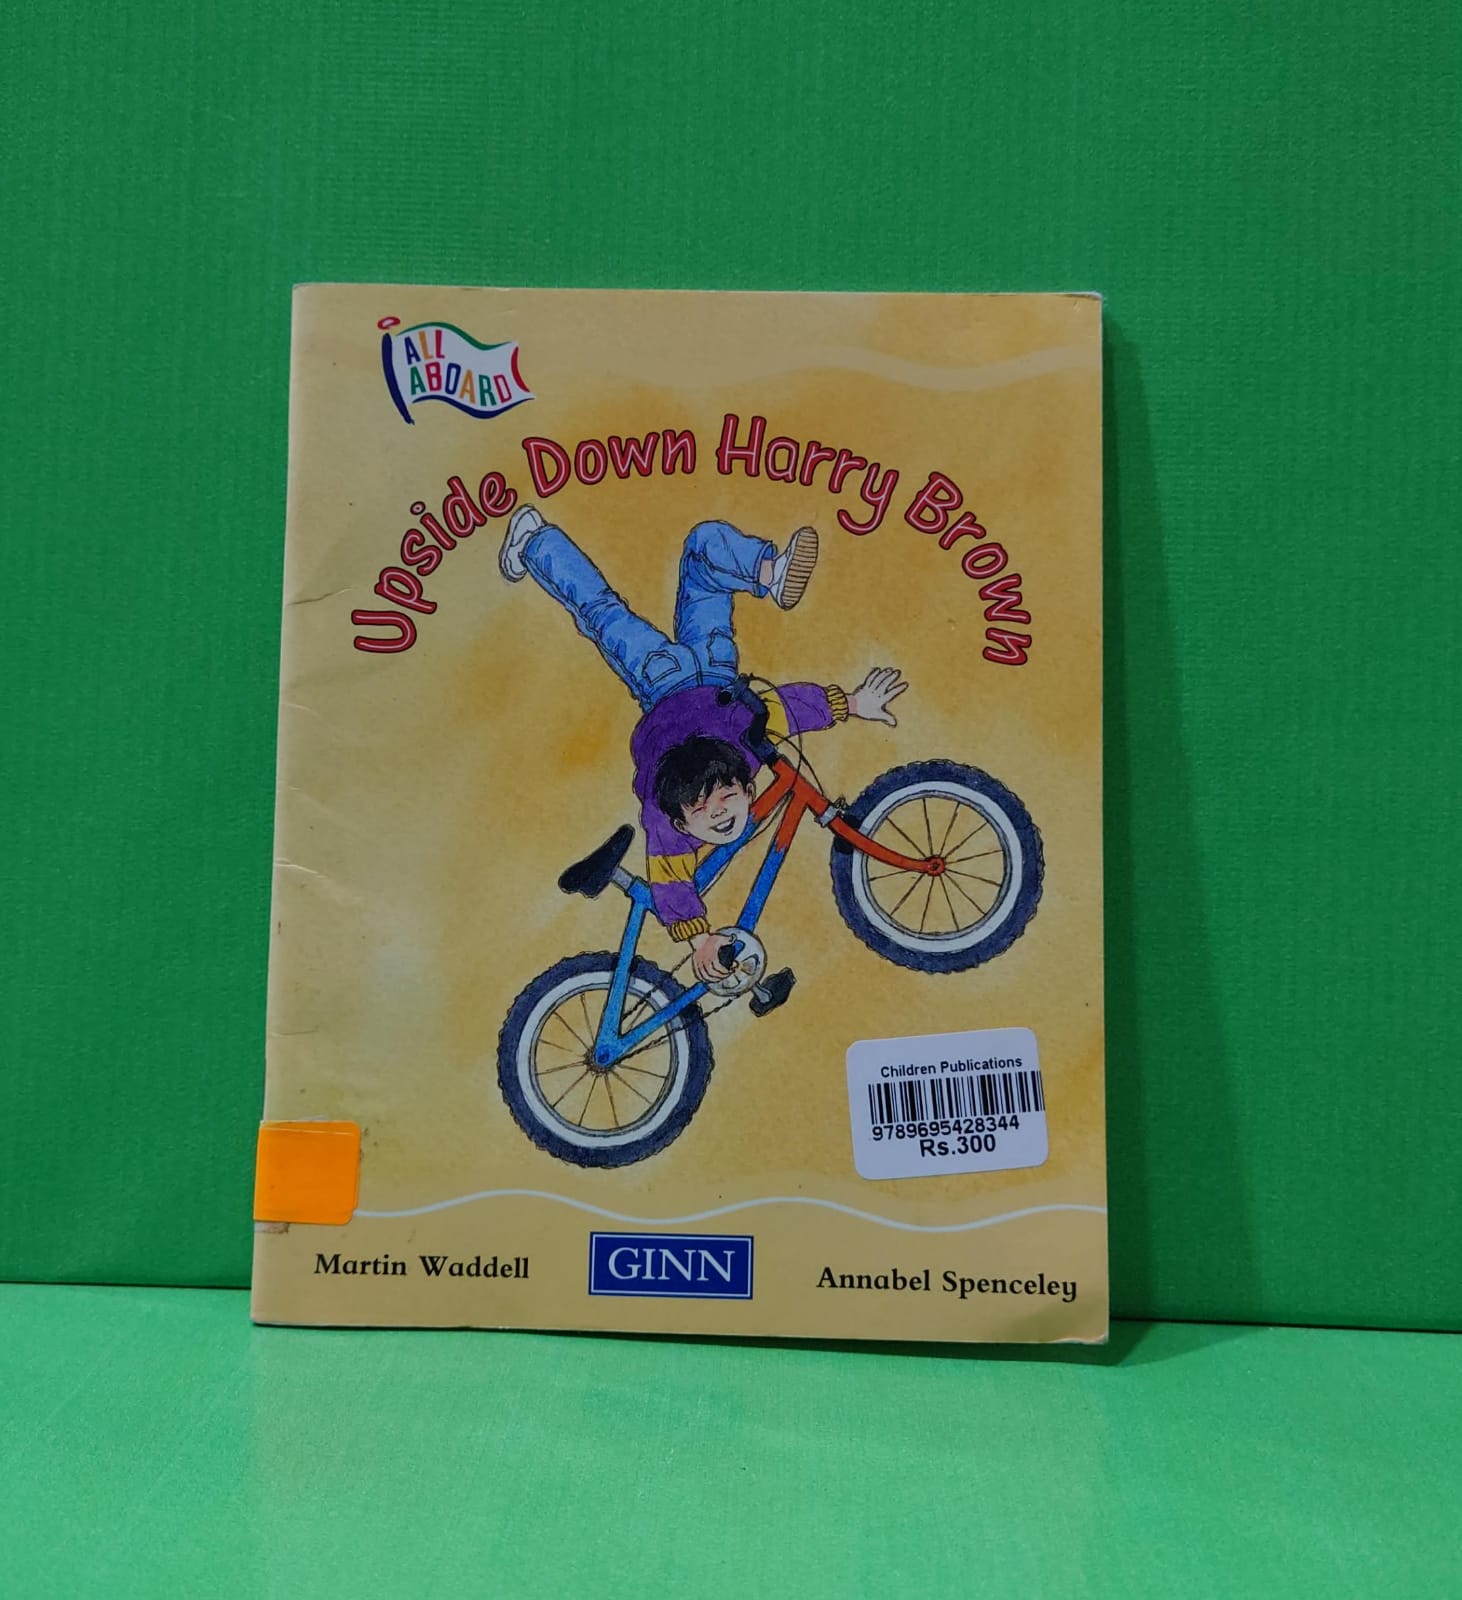 ALL
ABOARD
Upside Down Harry Brown
Children Publications
9789695428344
Rs.300
Martin Waddell
GINN
Annabel Spenceley